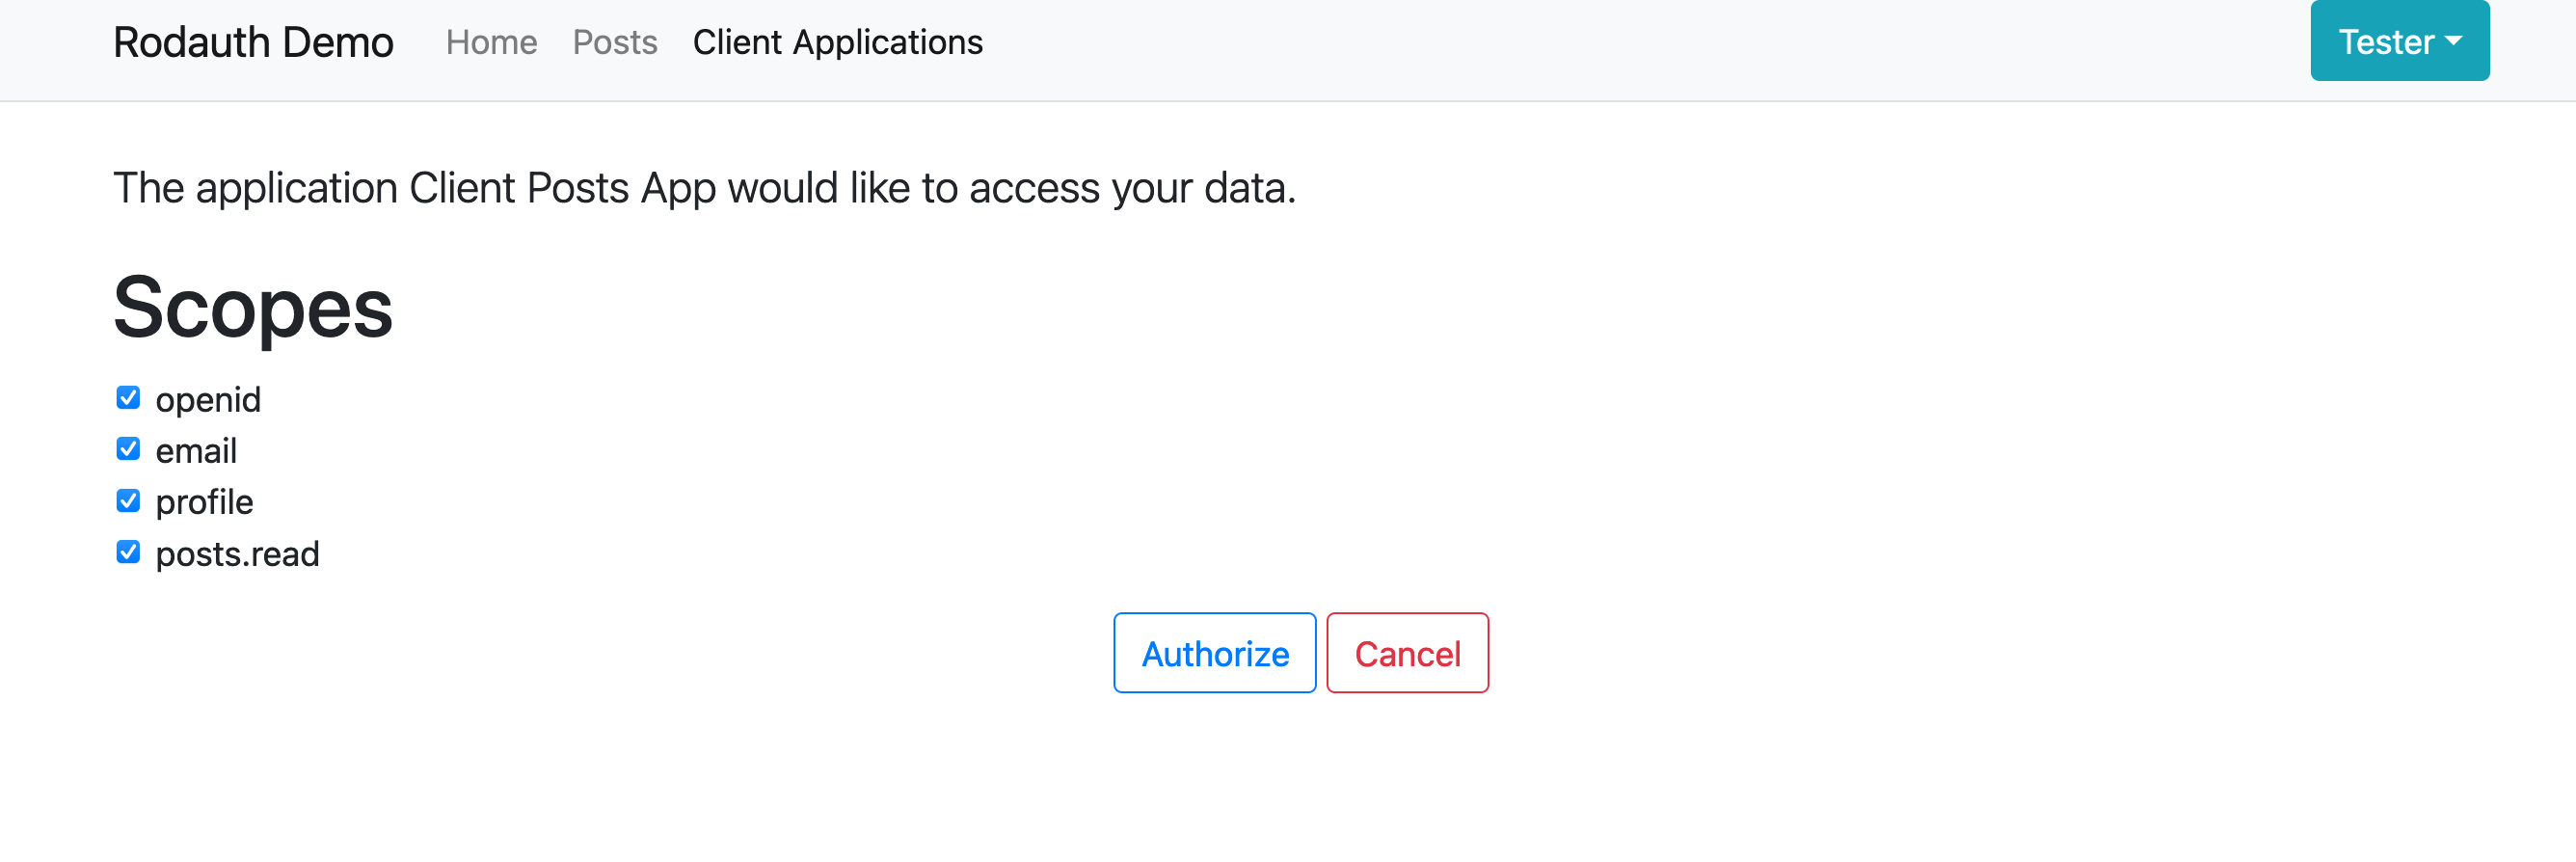 Rodauth Demo Home Posts Client Applications Tester
The application Client Posts App would like to access your data.
Scopes
openid
email
profile
posts.read
Authorize Cancel